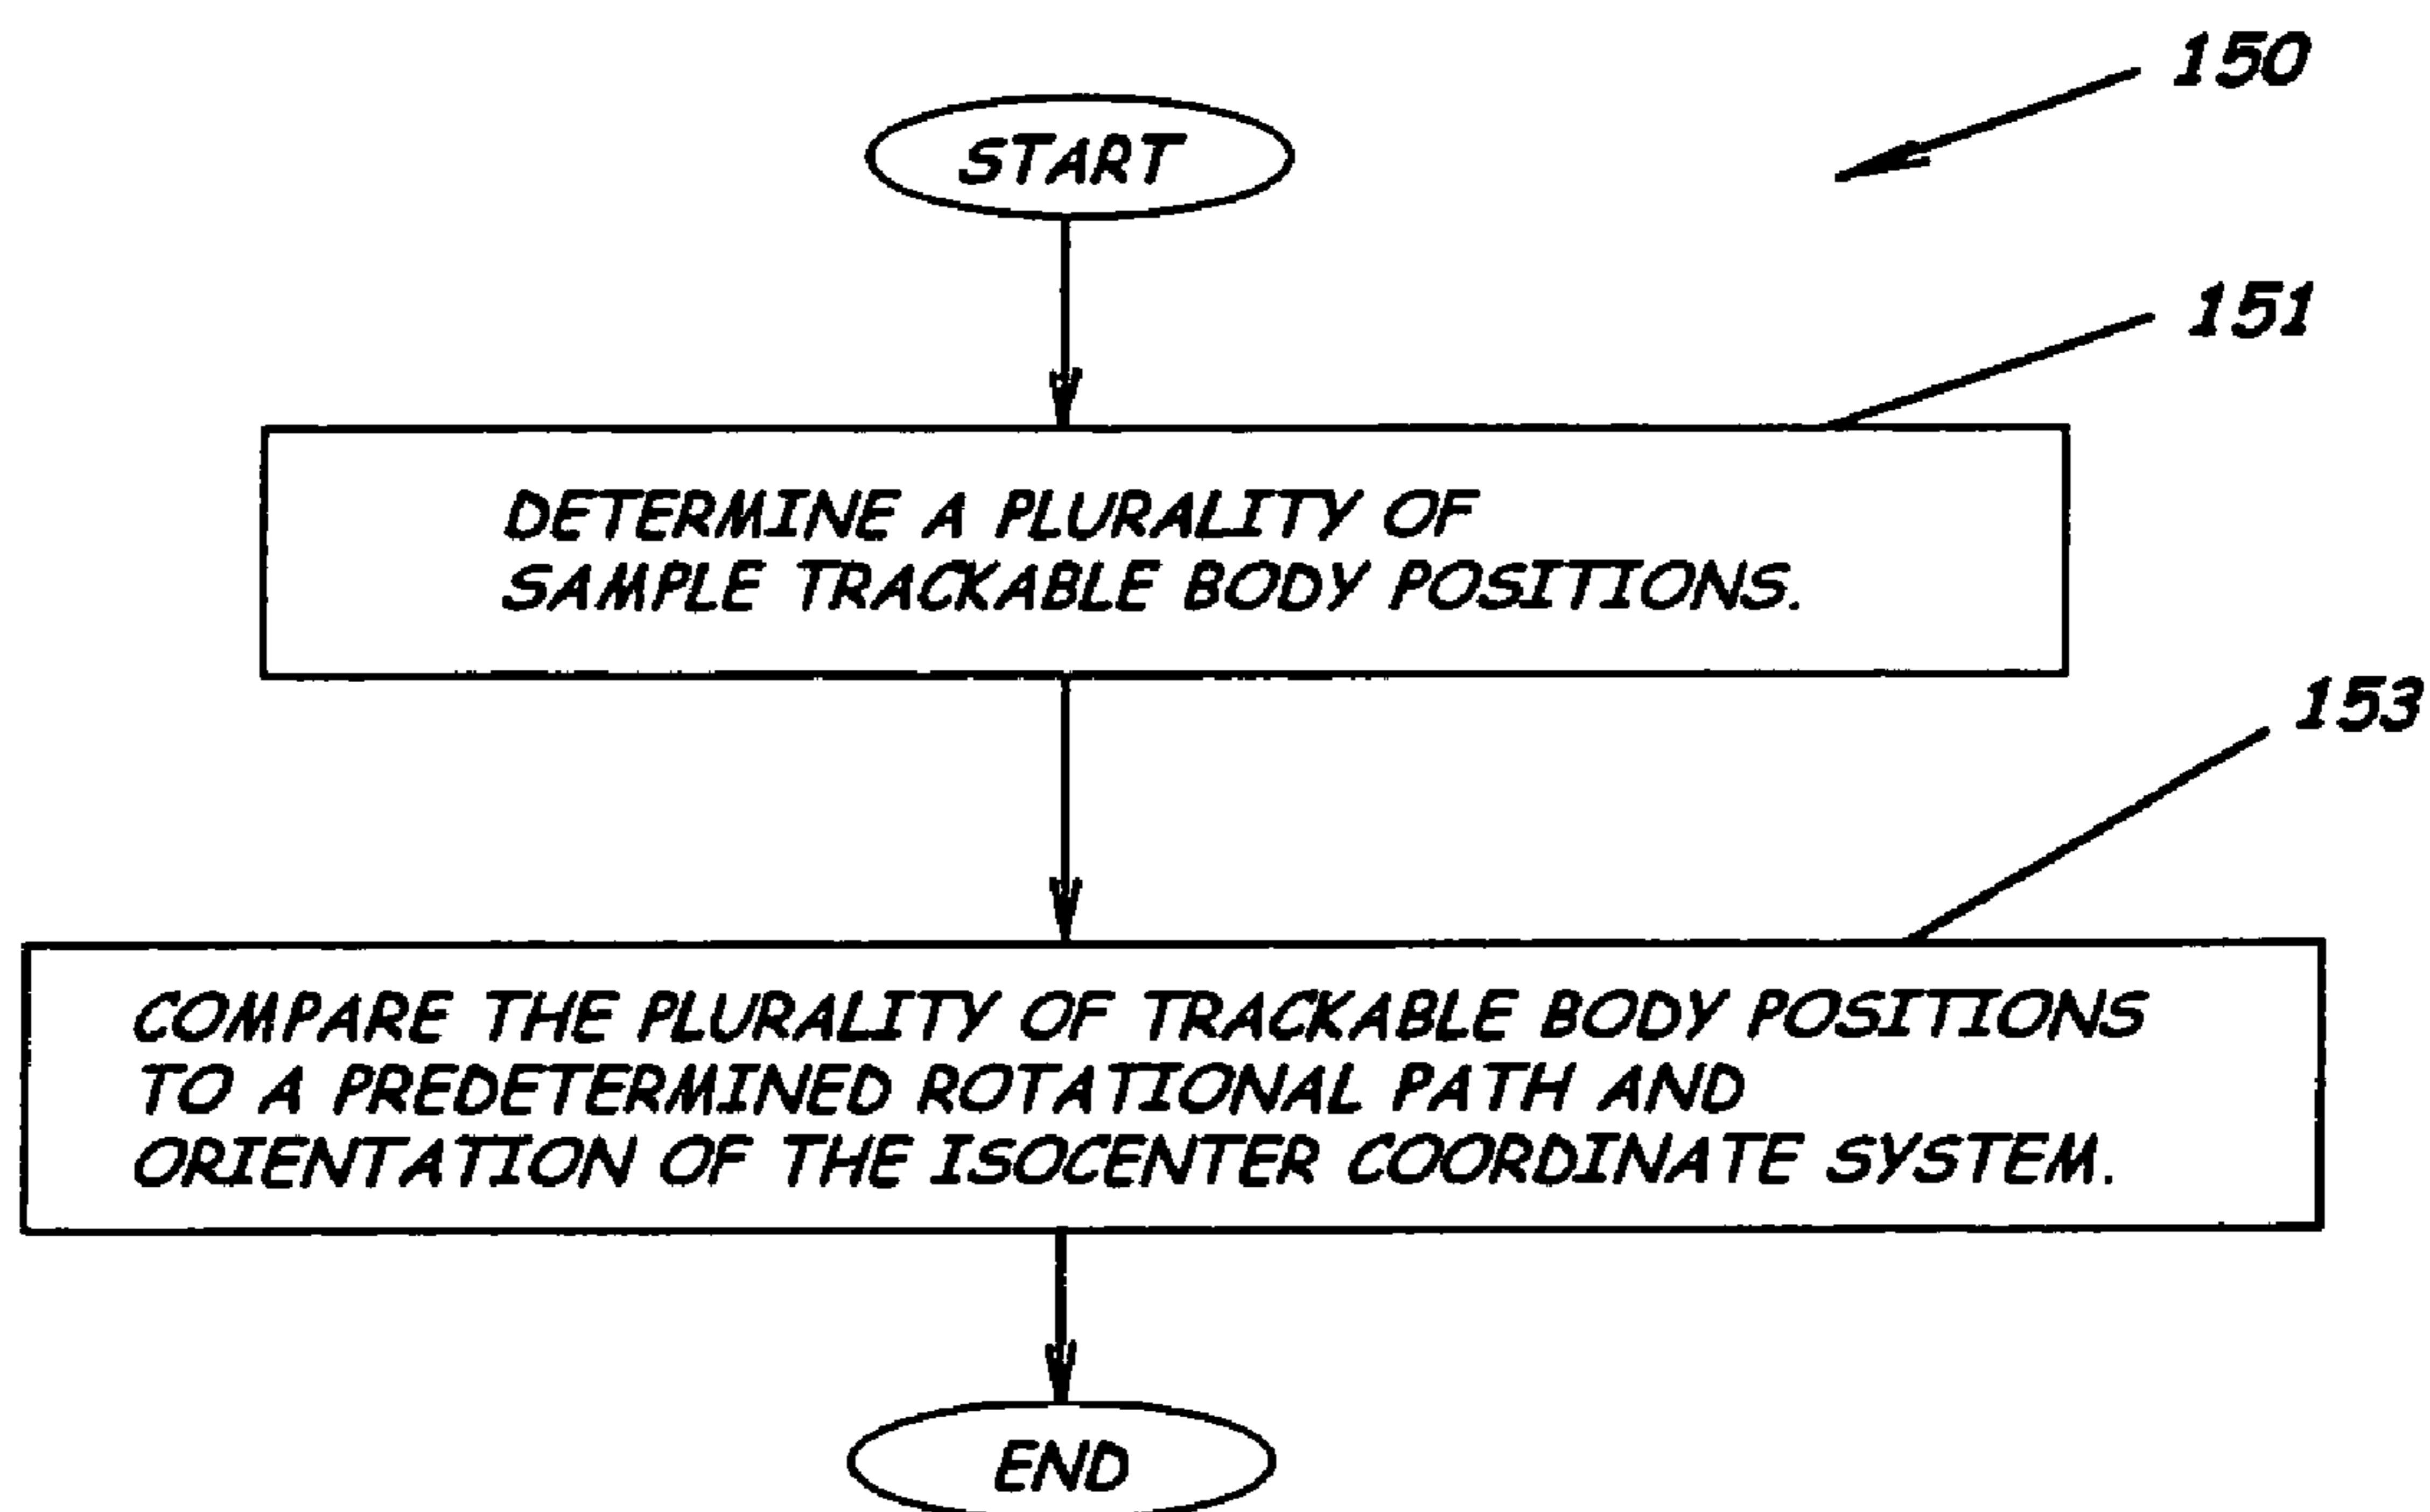 150
START
151
DETERMINE A PLURALITY OF
SAMPLE TRACKABLE BODY POSITIONS.
153
COMPARE THE PLURALITY OF TRACKABLE BODY POSITIONS
TO A PREDETERMINED ROTATIONAL PATH AND
ORIENTATION OF THE ISOCENTER COORDINATE SYSTEM.
END